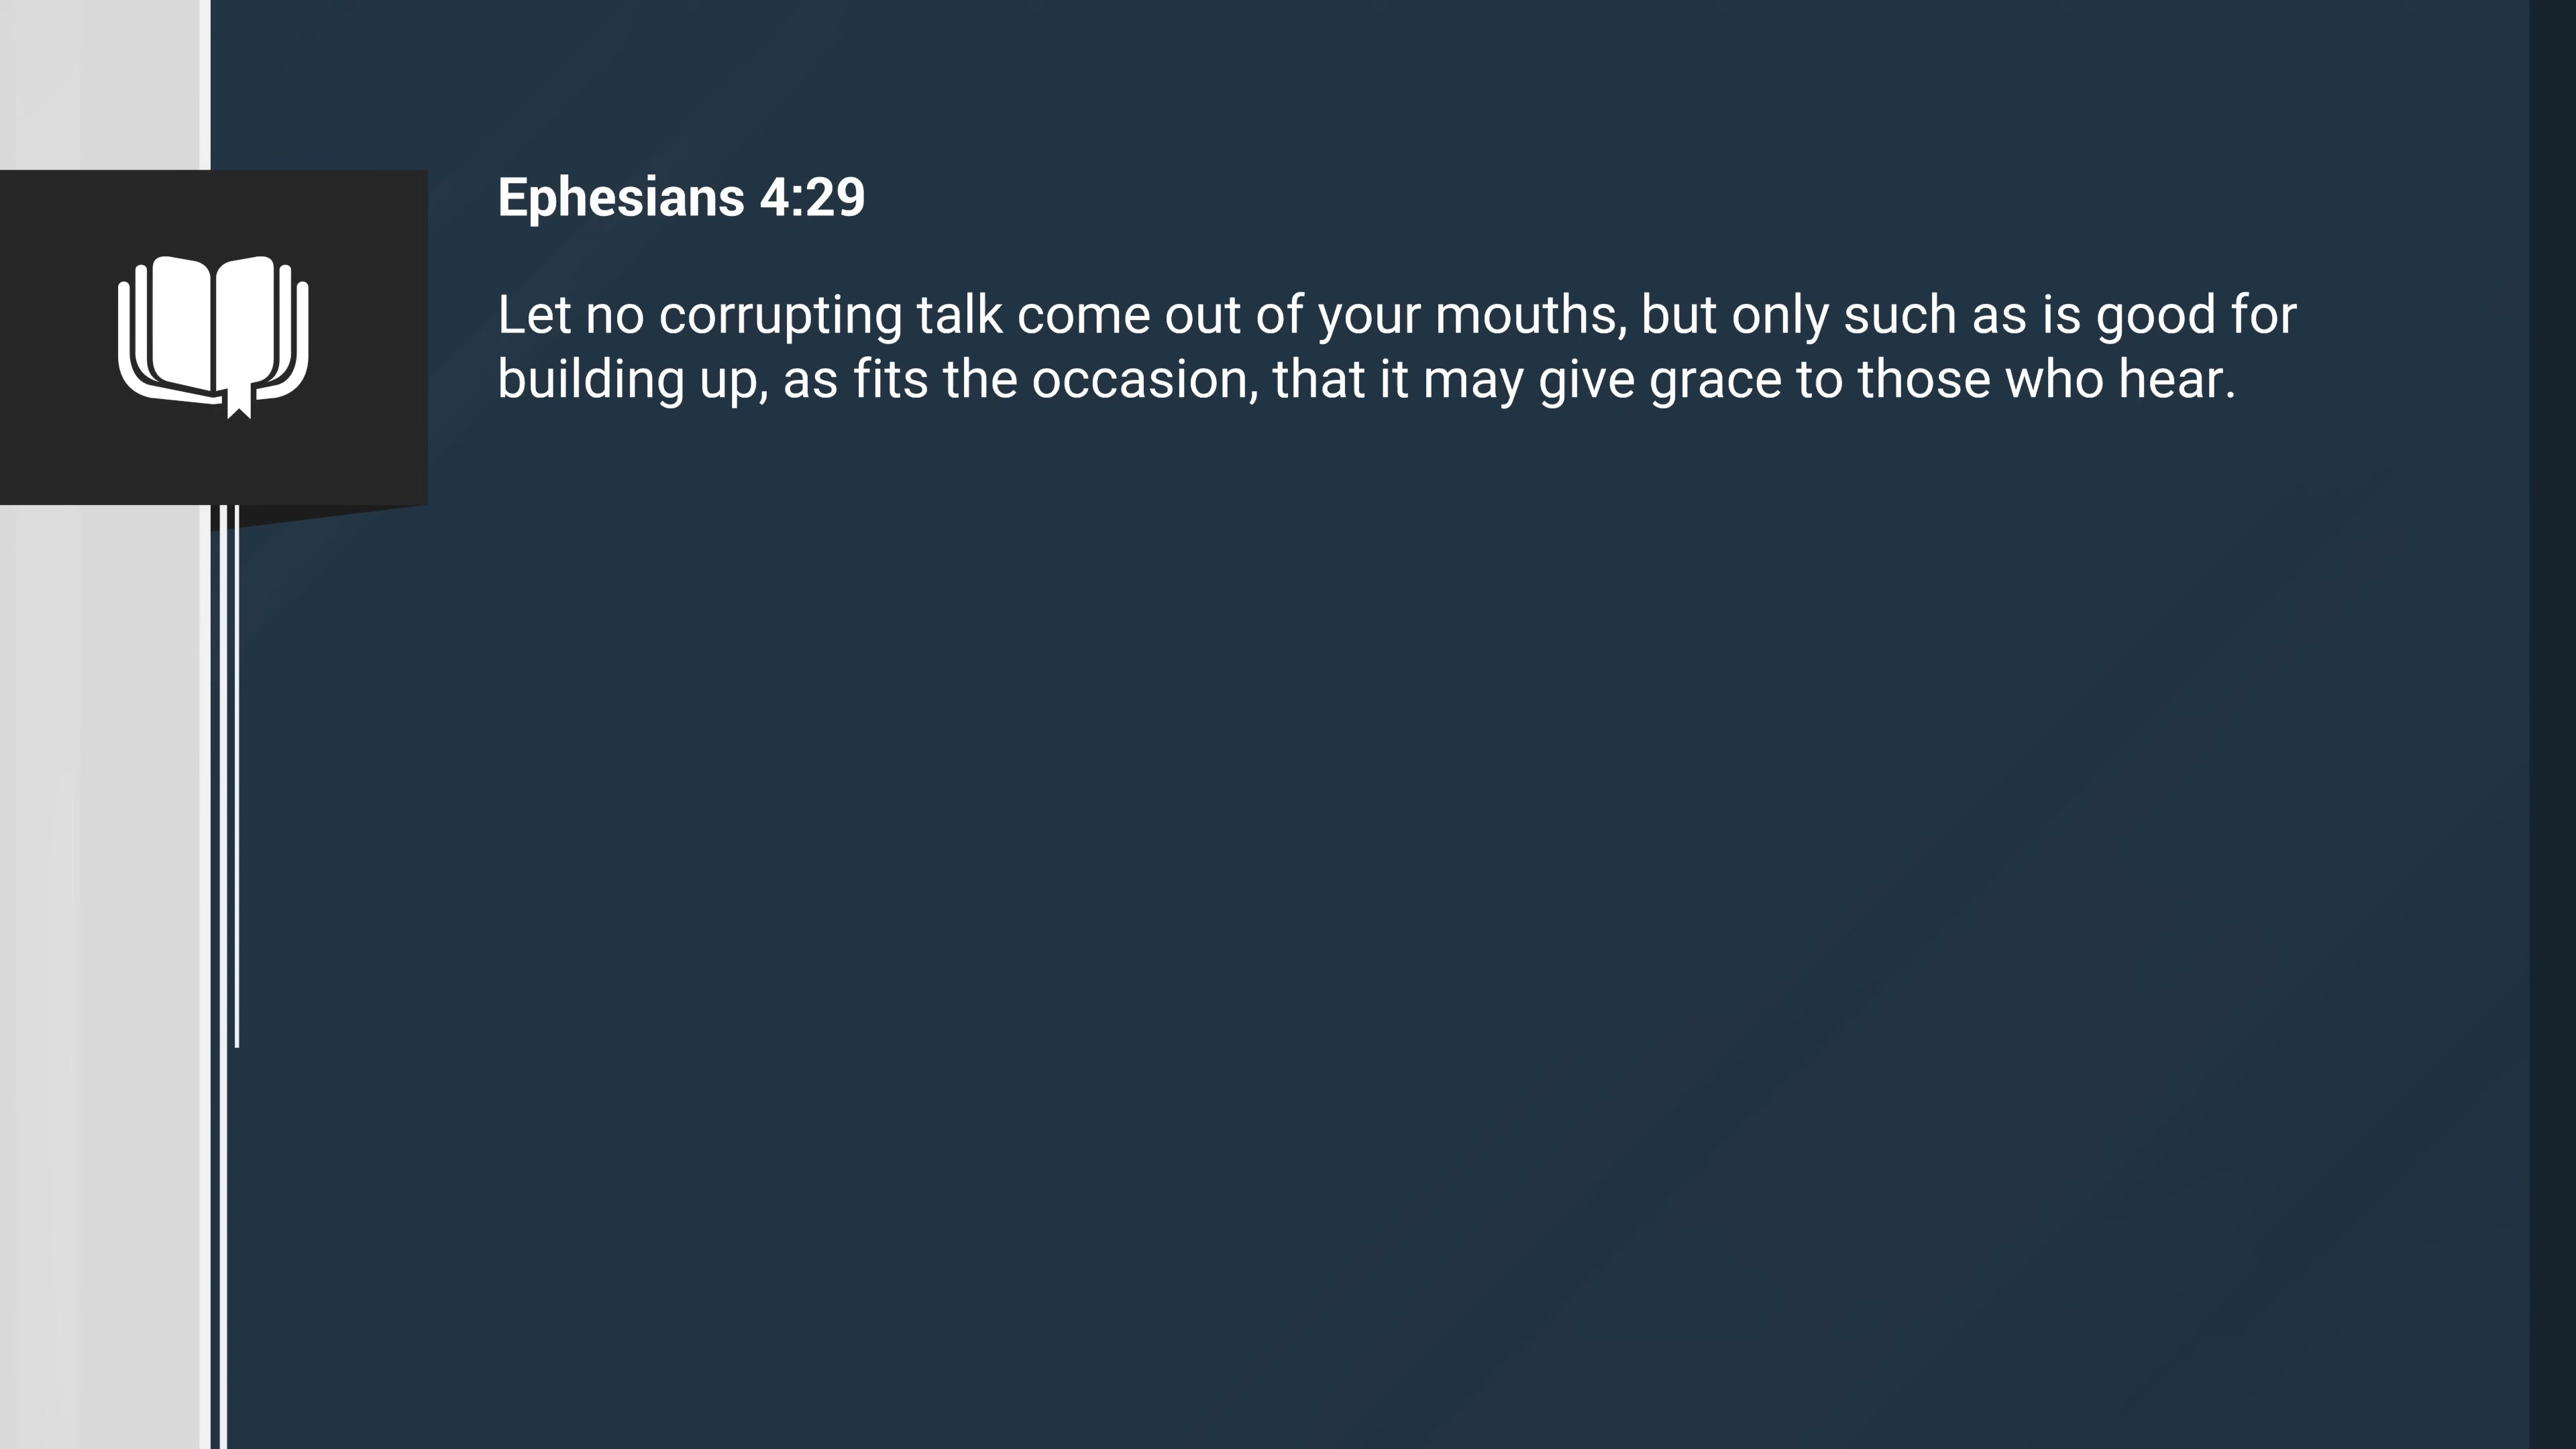 Ephesians 4:29
Let no corrupting talk come out of your mouths, but only such as is good for
building up, as fits the occasion, that it may give grace to those who hear.